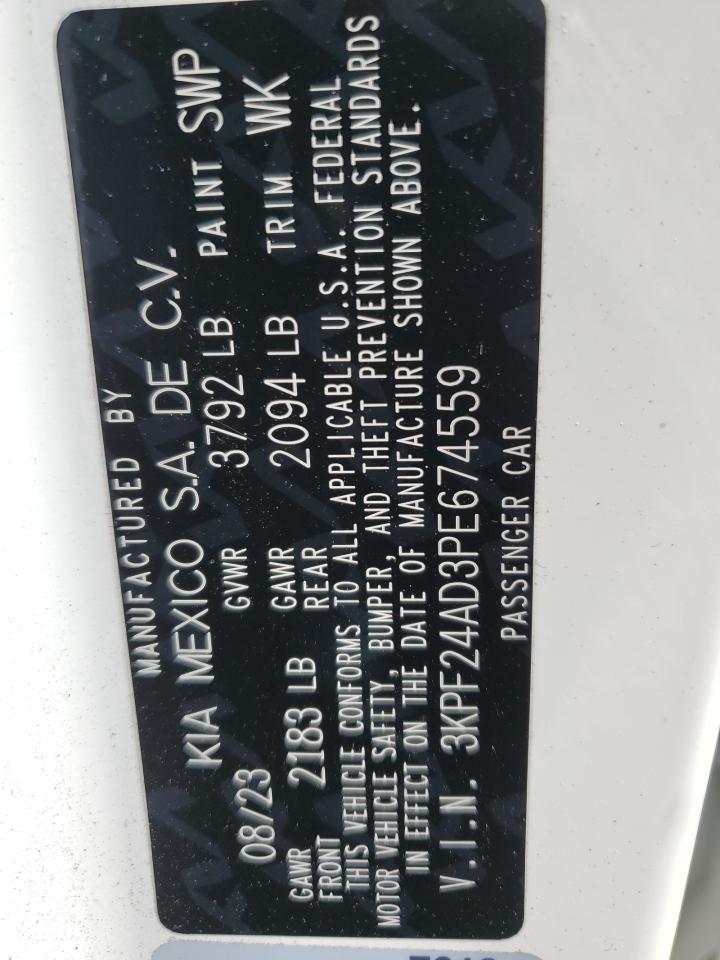 MANUFACTURED BY
KIA MEXICO S.A. DE C.V.
08/23 GVWR 3792 LB PAINT SWP
GAWR FRONT 2183 LB GAWR REAR 2094 LB TRIM WK
THIS VEHICLE CONFORMS TO ALL APPLICABLE U.S.A. FEDERAL
MOTOR VEHICLE SAFETY, BUMPER, AND THEFT PREVENTION STANDARDS
IN EFFECT ON THE DATE OF MANUFACTURE SHOWN ABOVE.
V.I.N. 3KPF24AD3PE674559
PASSENGER CAR